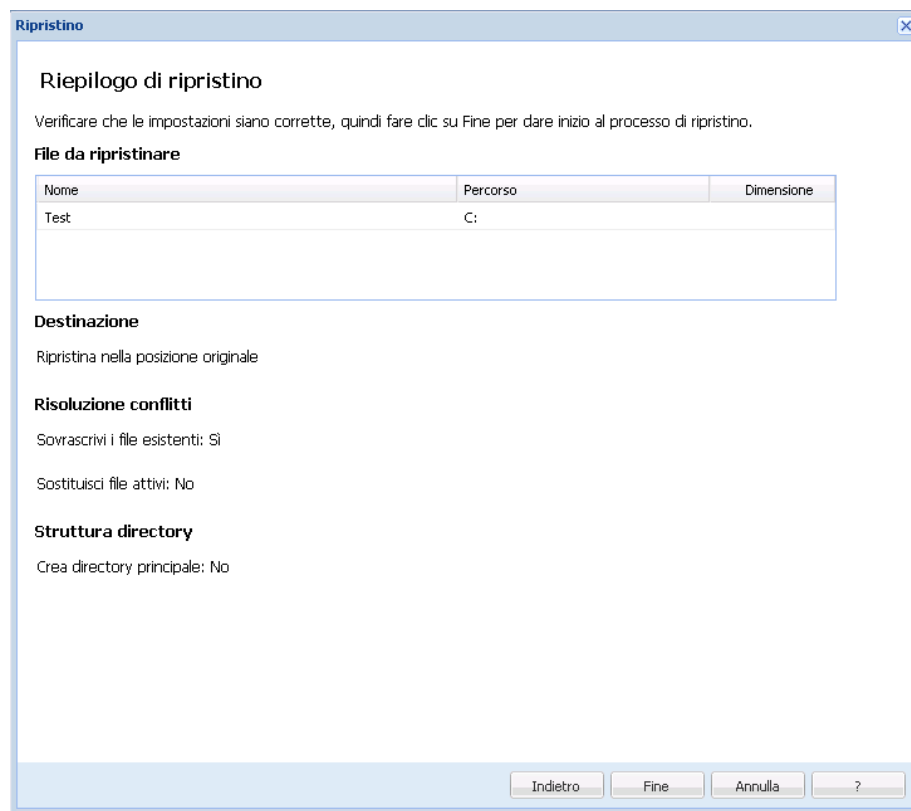 Ripristino
Riepilogo di ripristino
Verificare che le impostazioni siano corrette, quindi fare clic su Fine per dare inizio al processo di ripristino.
File da ripristinare
Nome Percorso Dimensione
Test C:
Destinazione
Ripristina nella posizione originale
Risoluzione conflitti
Sovrascrivi i file esistenti: Sì
Sostituisci file attivi: No
Struttura directory
Crea directory principale: No
Indietro Fine Annulla ?